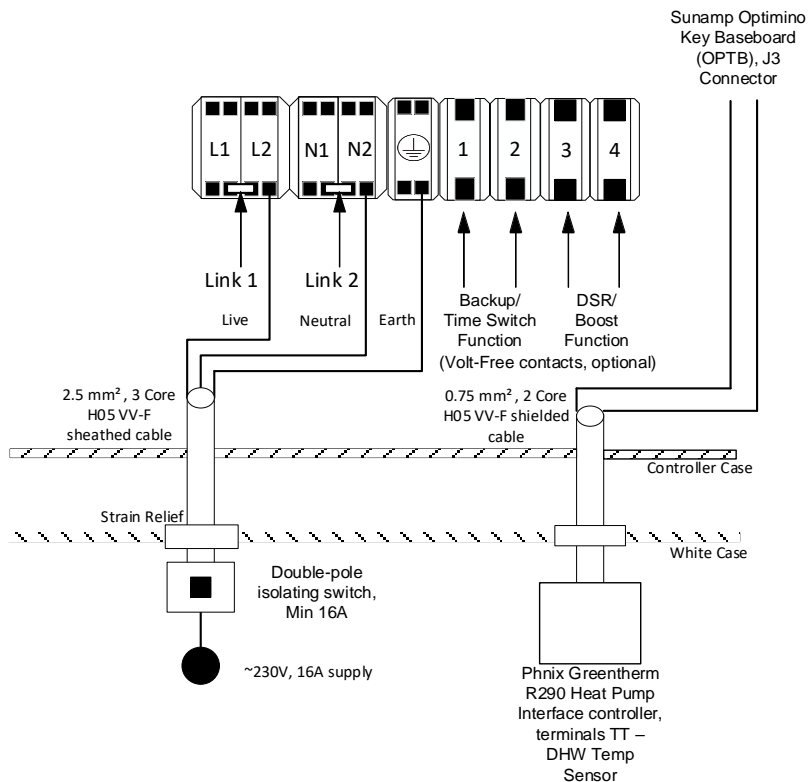 Sunamp Optimino
Key Baseboard
(OPTB), J3
Connector
L1 L2 N1 N2 1 2 3 4
Link 1
Link 2
Live
Neutral
Earth
Backup/
Time Switch
Function
DSR/
Boost
Function
(Volt-Free contacts, optional)
2.5 mm², 3 Core
H05 VV-F
sheathed cable
0.75 mm², 2 Core
H05 VV-F shielded
cable
Controller Case
Strain Relief
White Case
Double-pole
isolating switch,
Min 16A
~230V, 16A supply
Phnix Greentherm
R290 Heat Pump
Interface controller,
terminals TT –
DHW Temp
Sensor